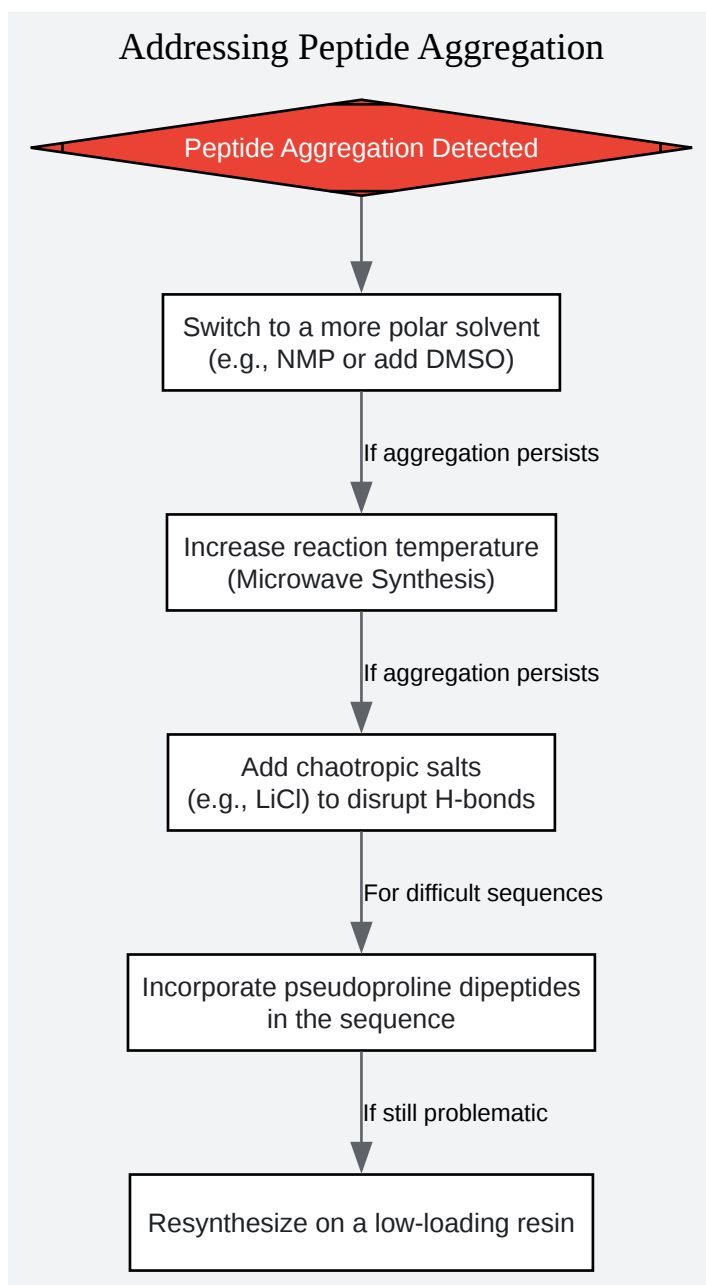 Addressing Peptide Aggregation
Peptide Aggregation Detected
Switch to a more polar solvent
(e.g., NMP or add DMSO)
If aggregation persists
Increase reaction temperature
(Microwave Synthesis)
If aggregation persists
Add chaotropic salts
(e.g., LiCl) to disrupt H-bonds
For difficult sequences
Incorporate pseudoproline dipeptides
in the sequence
If still problematic
Resynthesize on a low-loading resin